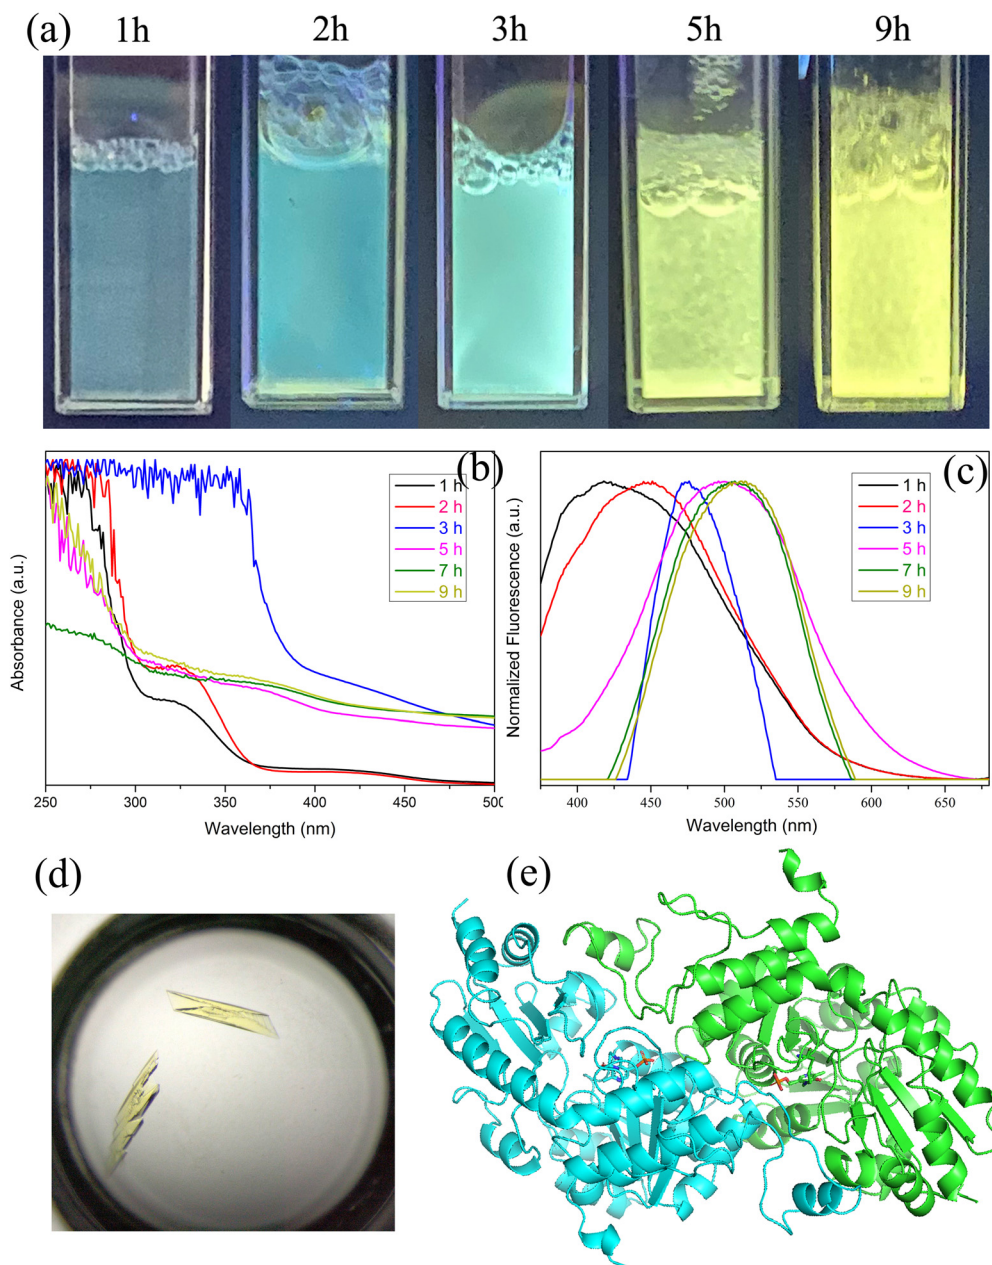 (a) 1h 2h 3h 5h 9h
(b)
1 h
2 h
3 h
5 h
7 h
9 h
Absorbance (a.u.)
250 300 350 400 450 500
Wavelength (nm)
(c)
1 h
2 h
3 h
5 h
7 h
9 h
Normalized Fluorescence (a.u.)
400 450 500 550 600 650
Wavelength (nm)
(d)
(e)